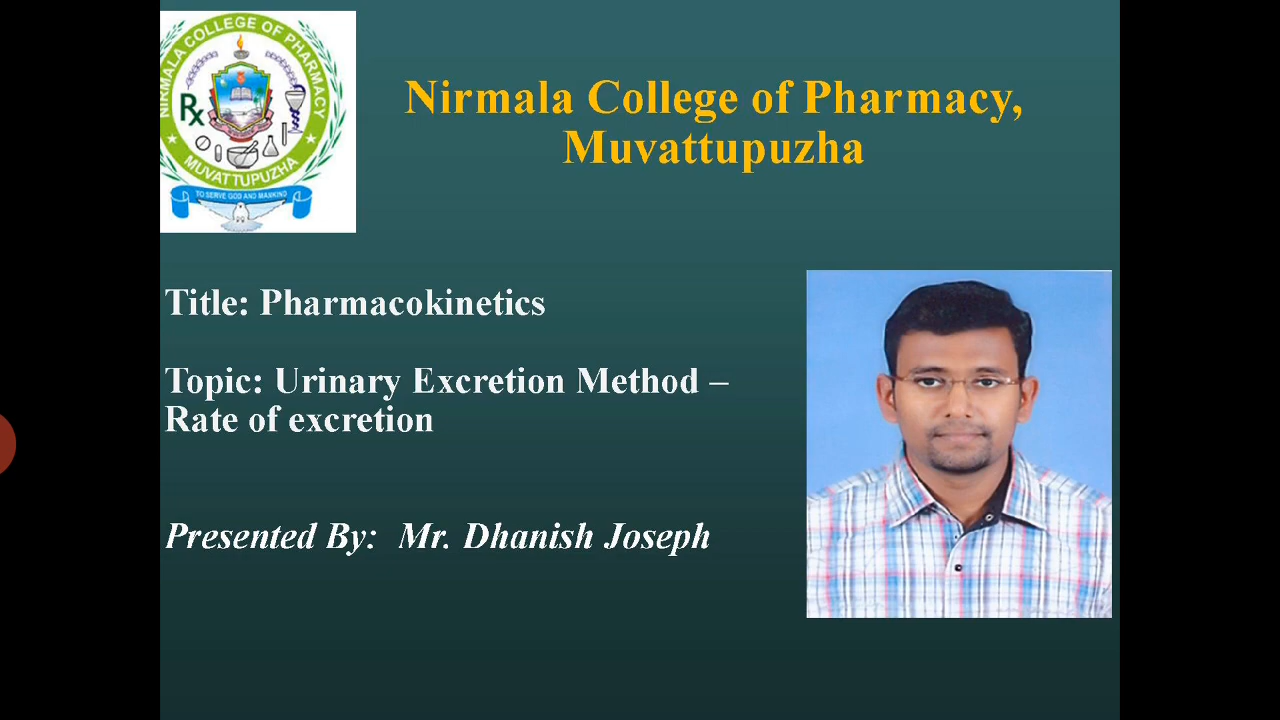 NIRMALA COLLEGE OF PHARMACY
Rx
MUVATTUPUZHA
TO SERVE GOD AND MANKIND
Nirmala College of Pharmacy,
Muvattupuzha
Title: Pharmacokinetics
Topic: Urinary Excretion Method –
Rate of excretion
Presented By: Mr. Dhanish Joseph